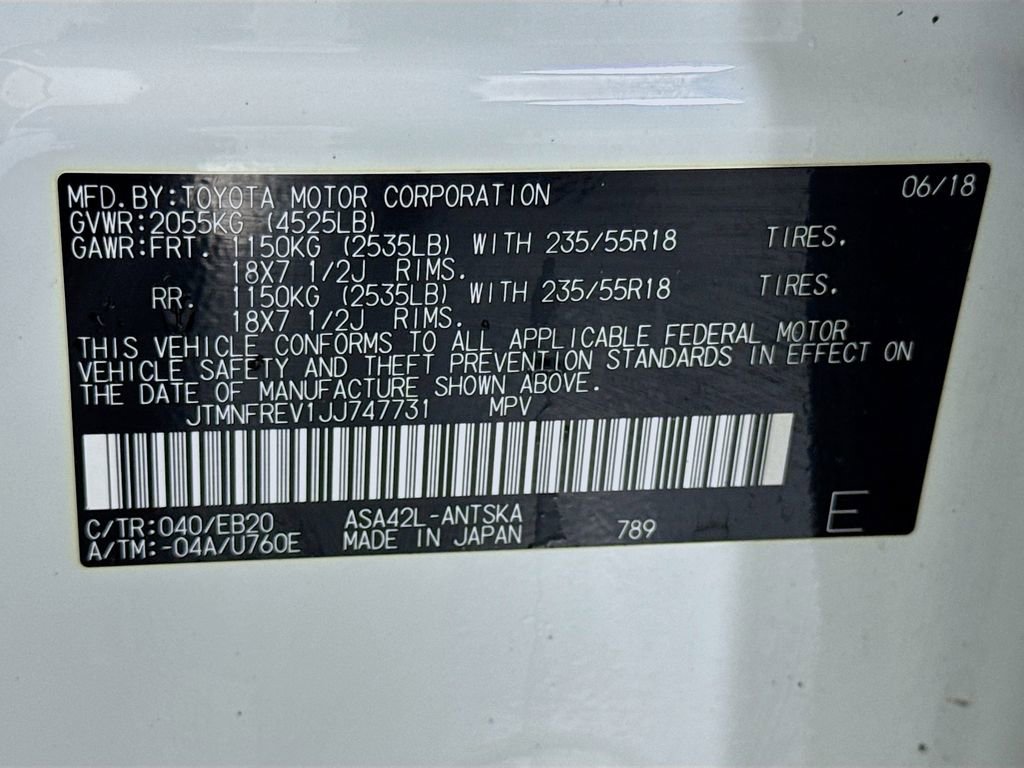 MFD.BY:TOYOTA MOTOR CORPORATION 06/18
GVWR:2055KG (4525LB)
GAWR:FRT. 1150KG (2535LB) WITH 235/55R18 TIRES.
18X7 1/2J RIMS.
RR. 1150KG (2535LB) WITH 235/55R18 TIRES.
18X7 1/2J RIMS.
THIS VEHICLE CONFORMS TO ALL APPLICABLE FEDERAL MOTOR
VEHICLE SAFETY AND THEFT PREVENTION STANDARDS IN EFFECT ON
THE DATE OF MANUFACTURE SHOWN ABOVE.
JTMNFREV1JJ747731 MPV
C/TR:040/EB20 ASA42L-ANTSKA
A/TM:-04A/U760E MADE IN JAPAN 789 E